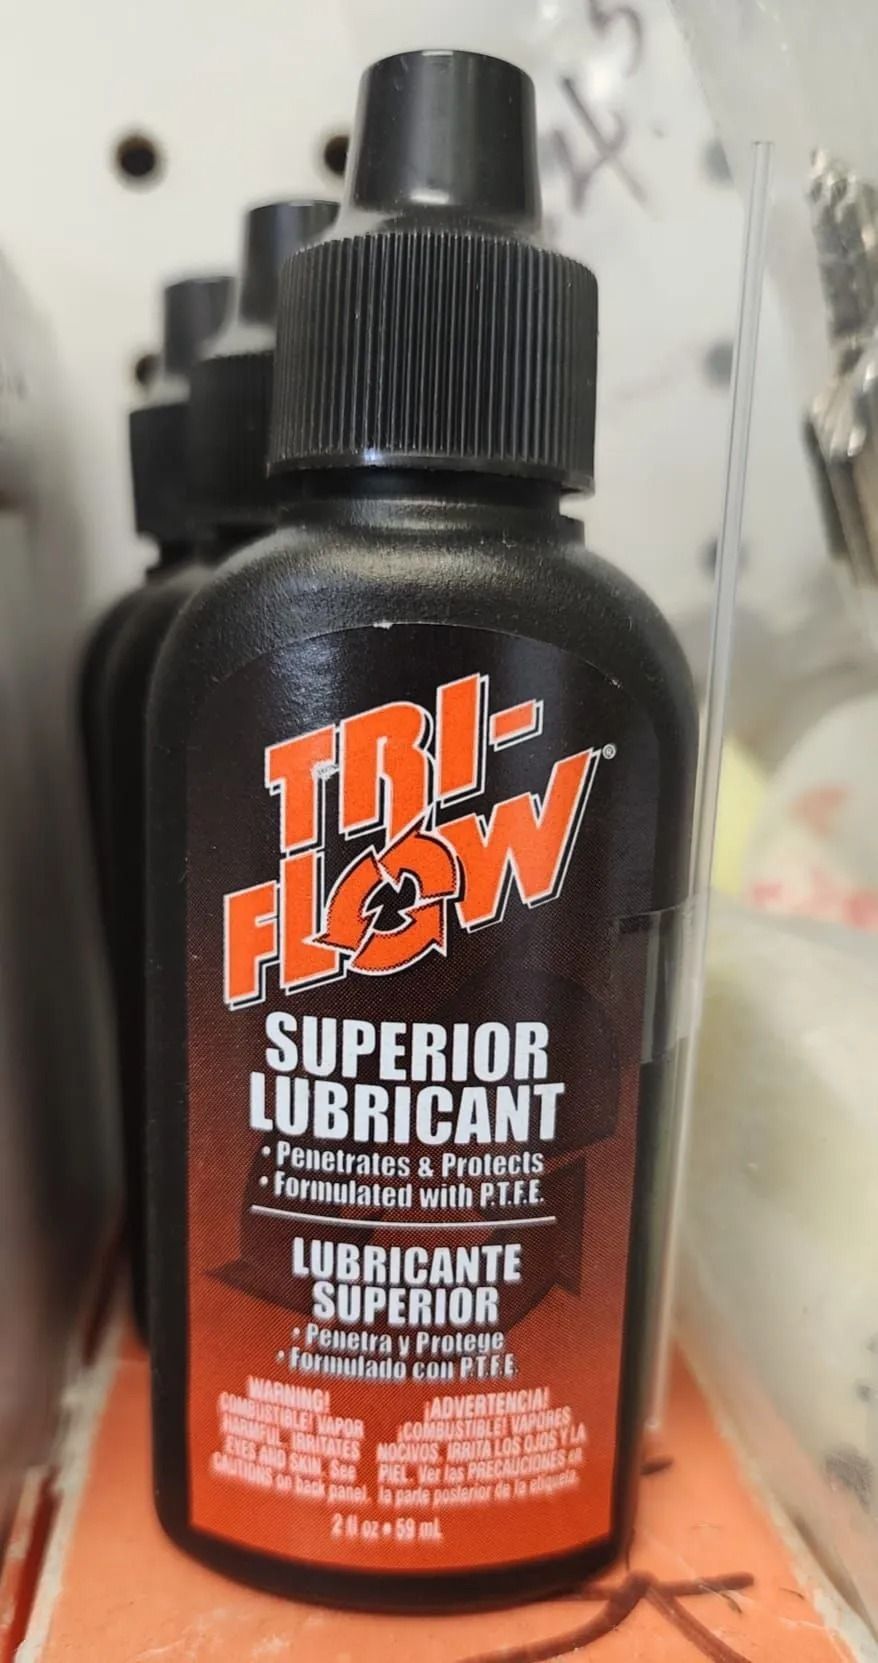 TRI-
FLOW®
SUPERIOR
LUBRICANT
• Penetrates & Protects
• Formulated with P.T.F.E.
LUBRICANTE
SUPERIOR
• Penetra y Protege
• Formulado con P.T.F.E.
WARNING!
COMBUSTIBLE! VAPOR
HARMFUL. IRRITATES
EYES AND SKIN. See
CAUTIONS on back panel.
¡ADVERTENCIA!
¡COMBUSTIBLE! VAPORES
NOCIVOS. IRRITA LOS OJOS Y LA
PIEL. Ver las PRECAUCIONES en
la parte posterior de la etiqueta.
2 fl oz • 59 mL